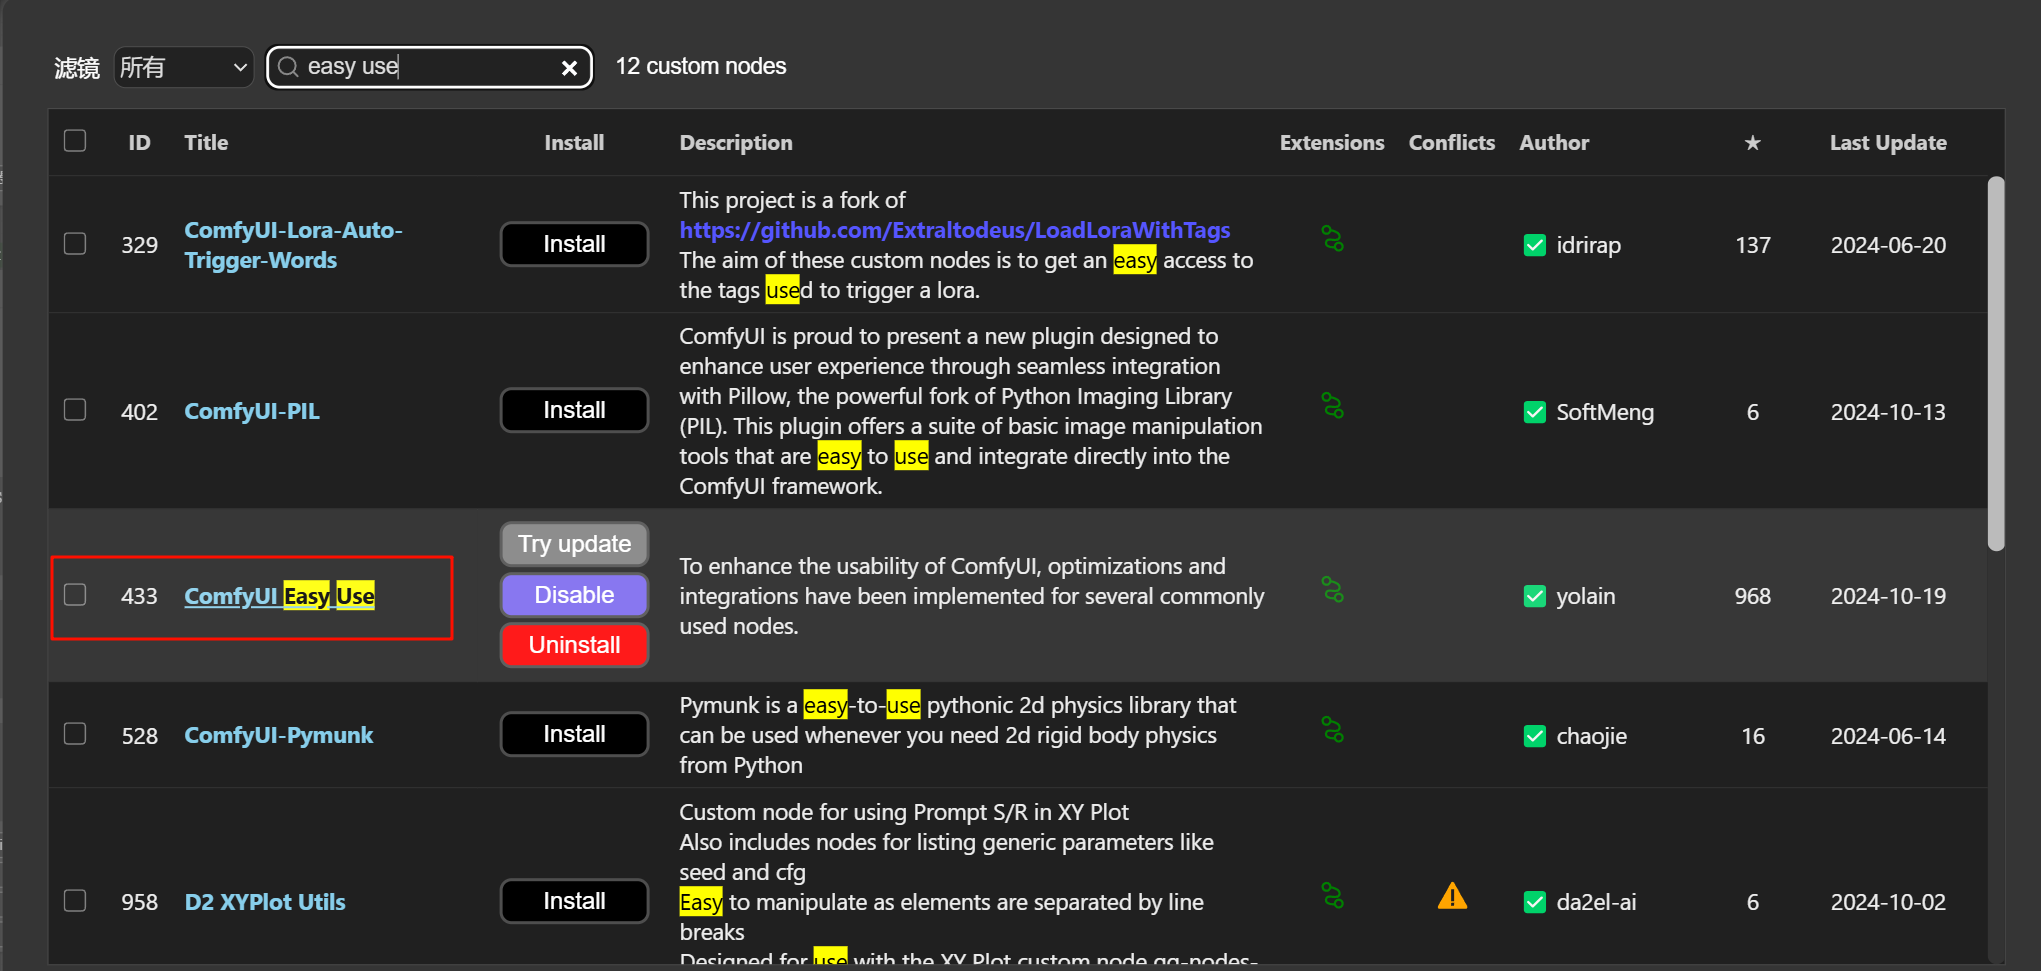 滤镜 所有 easy use 12 custom nodes
ID Title Install Description Extensions Conflicts Author ★ Last Update
This project is a fork of
https://github.com/Extraltodeus/LoadLoraWithTags
The aim of these custom nodes is to get an easy access to
the tags used to trigger a lora.
329 ComfyUI-Lora-Auto-
Trigger-Words
Install
idrirap 137 2024-06-20
ComfyUI is proud to present a new plugin designed to
enhance user experience through seamless integration
with Pillow, the powerful fork of Python Imaging Library
(PIL). This plugin offers a suite of basic image manipulation
tools that are easy to use and integrate directly into the
ComfyUI framework.
402 ComfyUI-PIL Install
SoftMeng 6 2024-10-13
433 ComfyUI Easy Use
Try update
Disable
Uninstall
To enhance the usability of ComfyUI, optimizations and
integrations have been implemented for several commonly
used nodes.
yolain 968 2024-10-19
528 ComfyUI-Pymunk Install
Pymunk is a easy-to-use pythonic 2d physics library that
can be used whenever you need 2d rigid body physics
from Python
chaojie 16 2024-06-14
958 D2 XYPlot Utils Install
Custom node for using Prompt S/R in XY Plot
Also includes nodes for listing generic parameters like
seed and cfg
Easy to manipulate as elements are separated by line
breaks
Designed for use with the XY Plot custom node qq-nodes-
da2el-ai 6 2024-10-02